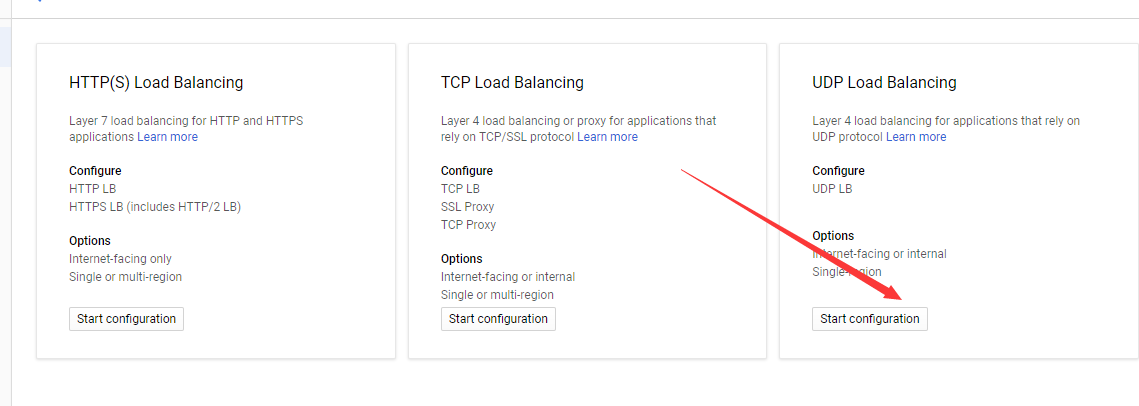 HTTP(S) Load Balancing
Layer 7 load balancing for HTTP and HTTPS
applications Learn more
Configure
HTTP LB
HTTPS LB (includes HTTP/2 LB)
Options
Internet-facing only
Single or multi-region
Start configuration
TCP Load Balancing
Layer 4 load balancing or proxy for applications that
rely on TCP/SSL protocol Learn more
Configure
TCP LB
SSL Proxy
TCP Proxy
Options
Internet-facing or internal
Single or multi-region
Start configuration
UDP Load Balancing
Layer 4 load balancing for applications that rely on
UDP protocol Learn more
Configure
UDP LB
Options
Internet-facing or internal
Single-region
Start configuration